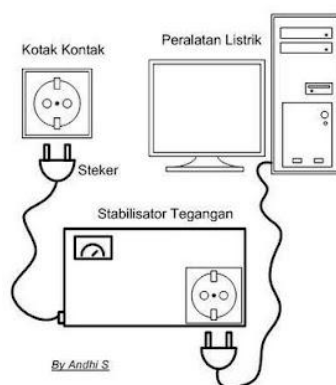 Kotak Kontak
Peralatan Listrik
Steker
Stabilisator Tegangan
By Andhi S